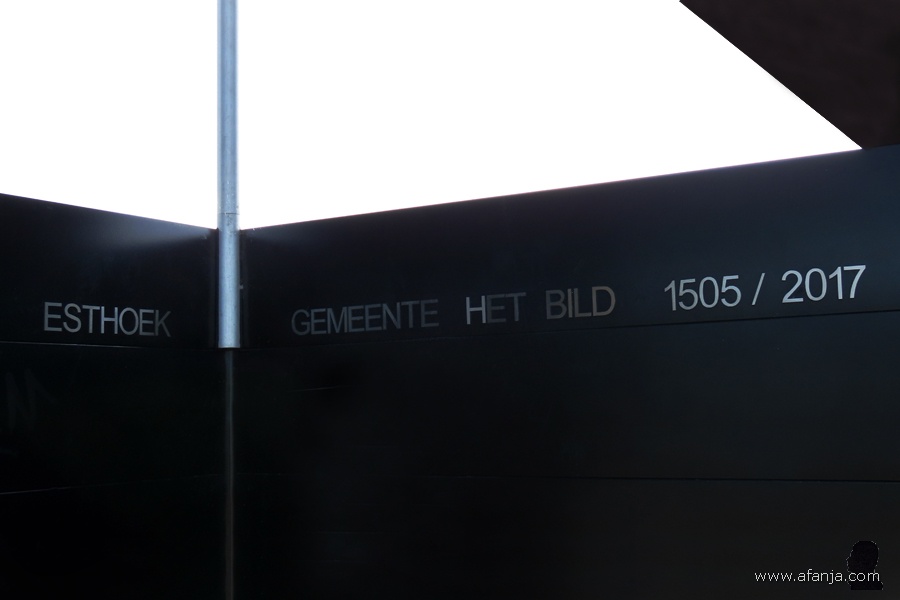 ESTHOEK GEMEENTE HET BILD 1505 / 2017
www.afanja.com